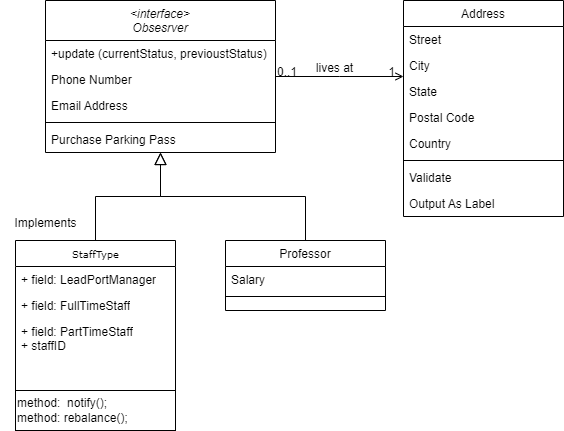 <interface>
Obsesrver
+update (currentStatus, previoustStatus)
Phone Number
Email Address
Purchase Parking Pass
0..1
lives at
1
Address
Street
City
State
Postal Code
Country
Validate
Output As Label
Implements
StaffType
+ field: LeadPortManager
+ field: FullTimeStaff
+ field: PartTimeStaff
+ staffID
method:  notify();
method: rebalance();
Professor
Salary